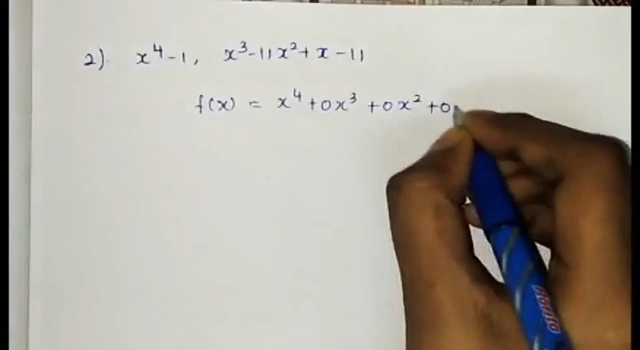 2). x⁴-1, x³-11x²+x-11
f(x) = x⁴+0x³+0x²+0